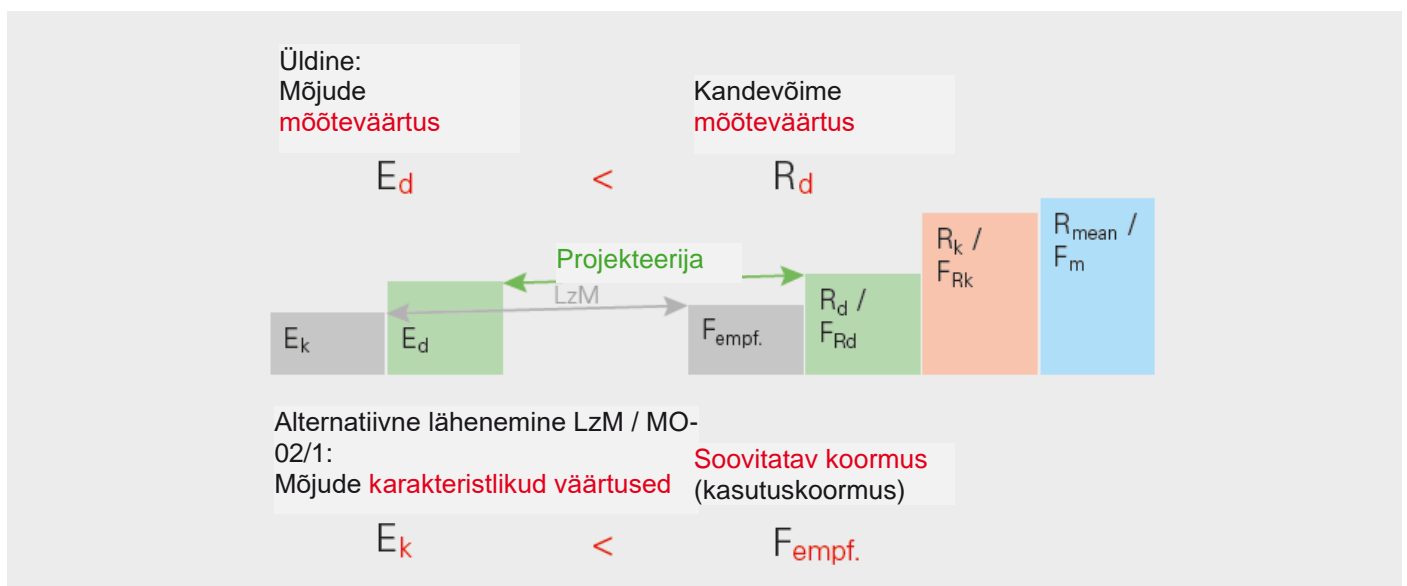 Üldine:
Mõjude
mõõteväärtus
Kandevõime
mõõteväärtus
Ed < Rd
Projekteerija
LzM
Ek
Ed
Fempf.
Rd /
FRd
Rk /
FRk
Rmean /
Fm
Alternatiivne lähenemine LzM / MO-
02/1:
Mõjude karakteristlikud väärtused
Soovitatav koormus
(kasutuskoormus)
Ek < Fempf.